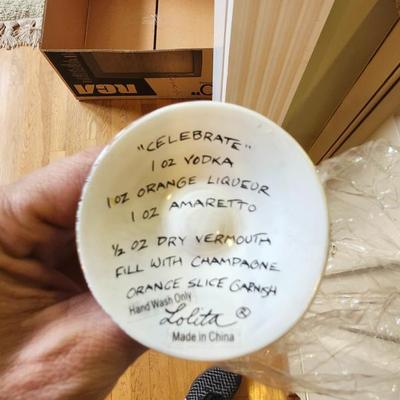 RCA
"CELEBRATE"
1 OZ VODKA
1 OZ ORANGE LIQUEUR
1 OZ AMARETTO
½ OZ DRY VERMOUTH
FILL WITH CHAMPAGNE
ORANGE SLICE GARNISH
Hand Wash Only
Lolita ®
Made in China